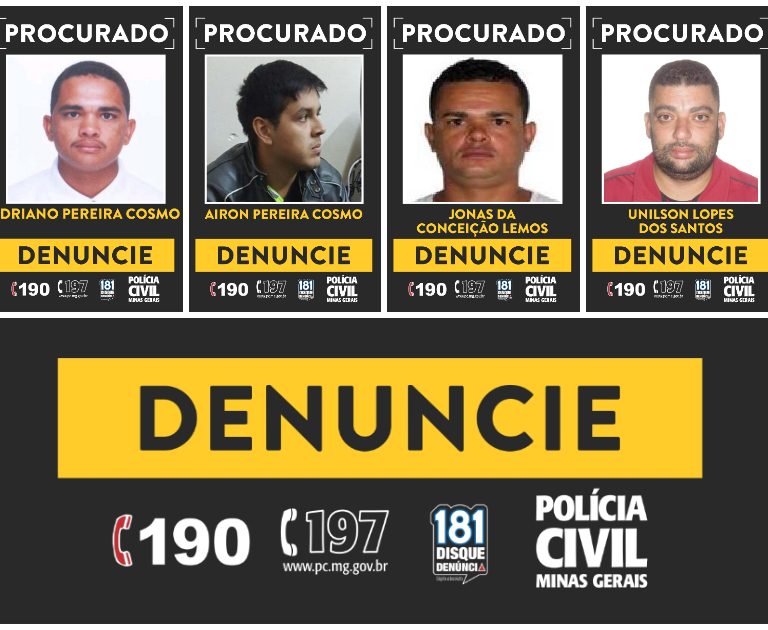 PROCURADO
DRIANO PEREIRA COSMO
DENUNCIE
190
197
181
POLÍCIA
CIVIL
MINAS GERAIS
PROCURADO
AIRON PEREIRA COSMO
DENUNCIE
190
197
181
POLÍCIA
CIVIL
MINAS GERAIS
PROCURADO
JONAS DA
CONCEIÇÃO LEMOS
DENUNCIE
190
197
181
POLÍCIA
CIVIL
MINAS GERAIS
PROCURADO
UNILSON LOPES
DOS SANTOS
DENUNCIE
190
197
181
POLÍCIA
CIVIL
MINAS GERAIS
DENUNCIE
190
197
www.pc.mg.gov.br
181
DISQUE
DENÚNCIA
POLÍCIA
CIVIL
MINAS GERAIS